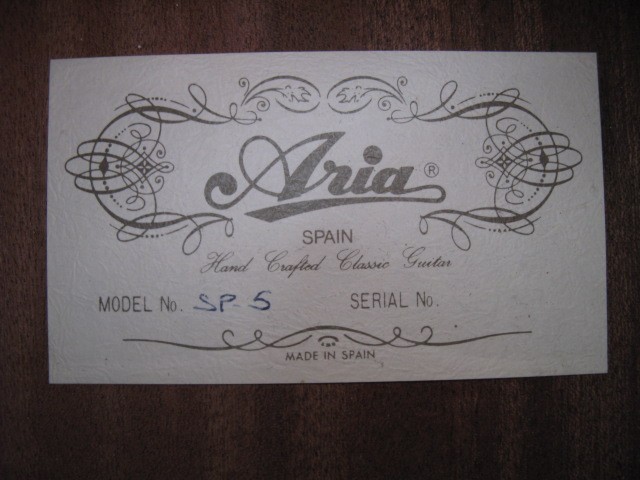 Aria®
SPAIN
Hand Crafted Classic Guitar
MODEL No. SP-5 SERIAL No.
MADE IN SPAIN